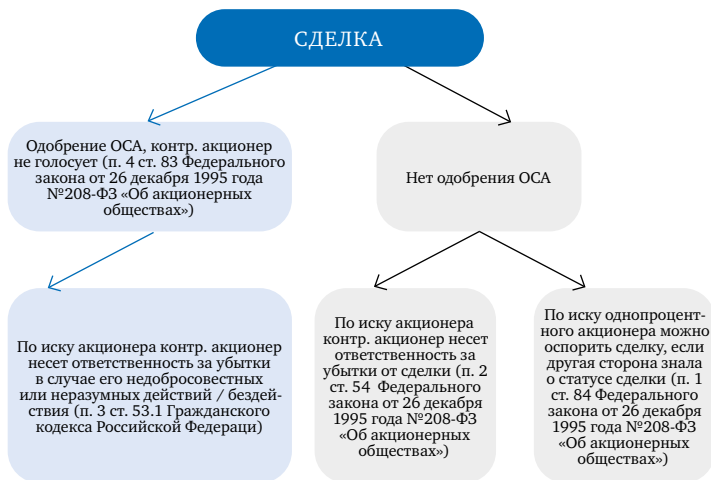 СДЕЛКА
Одобрение ОСА, контр. акционер
не голосует (п. 4 ст. 83 Федерального
закона от 26 декабря 1995 года
№208-ФЗ «Об акционерных
обществах»)
Нет одобрения ОСА
По иску акционера контр. акционер
несет ответственность за убытки
в случае его недобросовестных
или неразумных действий / бездей-
ствия (п. 3 ст. 53.1 Гражданского
кодекса Российской Федераци)
По иску акционера
контр. акционер несет
ответственность за
убытки от сделки (п. 2
ст. 54 Федерального
закона от 26 декабря
1995 года №208-ФЗ
«Об акционерных
обществах»)
По иску однопроцент-
ного акционера можно
оспорить сделку, если
другая сторона знала
о статусе сделки (п. 1
ст. 84 Федерального
закона от 26 декабря
1995 года №208-ФЗ
«Об акционерных
обществах»)